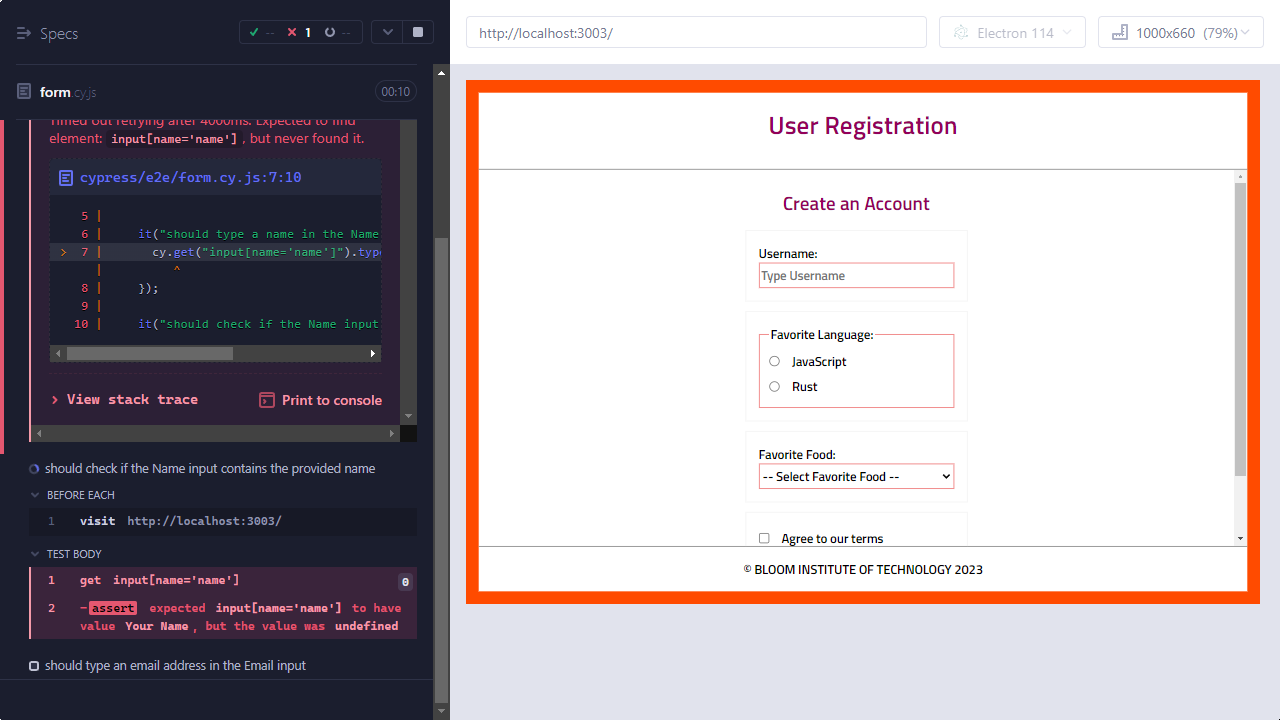 Specs
-- 1 --
form.cy.js
00:10
Timed out retrying after 4000ms: Expected to find
element: input[name='name'], but never found it.
cypress/e2e/form.cy.js:7:10
5 |
6 | it("should type a name in the Name
> 7 | cy.get("input[name='name']").type
| ^
8 | });
9 |
10 | it("should check if the Name input
View stack trace
Print to console
should check if the Name input contains the provided name
BEFORE EACH
1 visit http://localhost:3003/
TEST BODY
1 get input[name='name'] 0
2 -assert expected input[name='name'] to have
value Your Name, but the value was undefined
should type an email address in the Email input
http://localhost:3003/
Electron 114
1000x660 (79%)
User Registration
Create an Account
Username:
Type Username
Favorite Language:
JavaScript
Rust
Favorite Food:
-- Select Favorite Food --
Agree to our terms
© BLOOM INSTITUTE OF TECHNOLOGY 2023